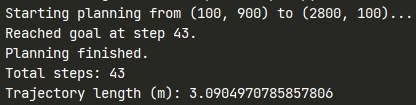 Starting planning from (100, 900) to (2800, 100)...
Reached goal at step 43.
Planning finished.
Total steps: 43
Trajectory length (m): 3.0904970785857806